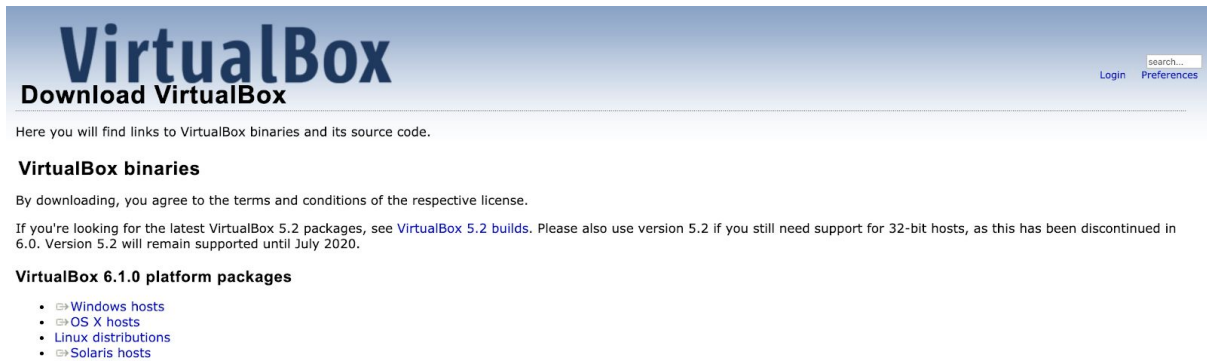 VirtualBox
search...
Login Preferences
Download VirtualBox
Here you will find links to VirtualBox binaries and its source code.
VirtualBox binaries
By downloading, you agree to the terms and conditions of the respective license.
If you're looking for the latest VirtualBox 5.2 packages, see VirtualBox 5.2 builds. Please also use version 5.2 if you still need support for 32-bit hosts, as this has been discontinued in
6.0. Version 5.2 will remain supported until July 2020.
VirtualBox 6.1.0 platform packages
Windows hosts
OS X hosts
Linux distributions
Solaris hosts